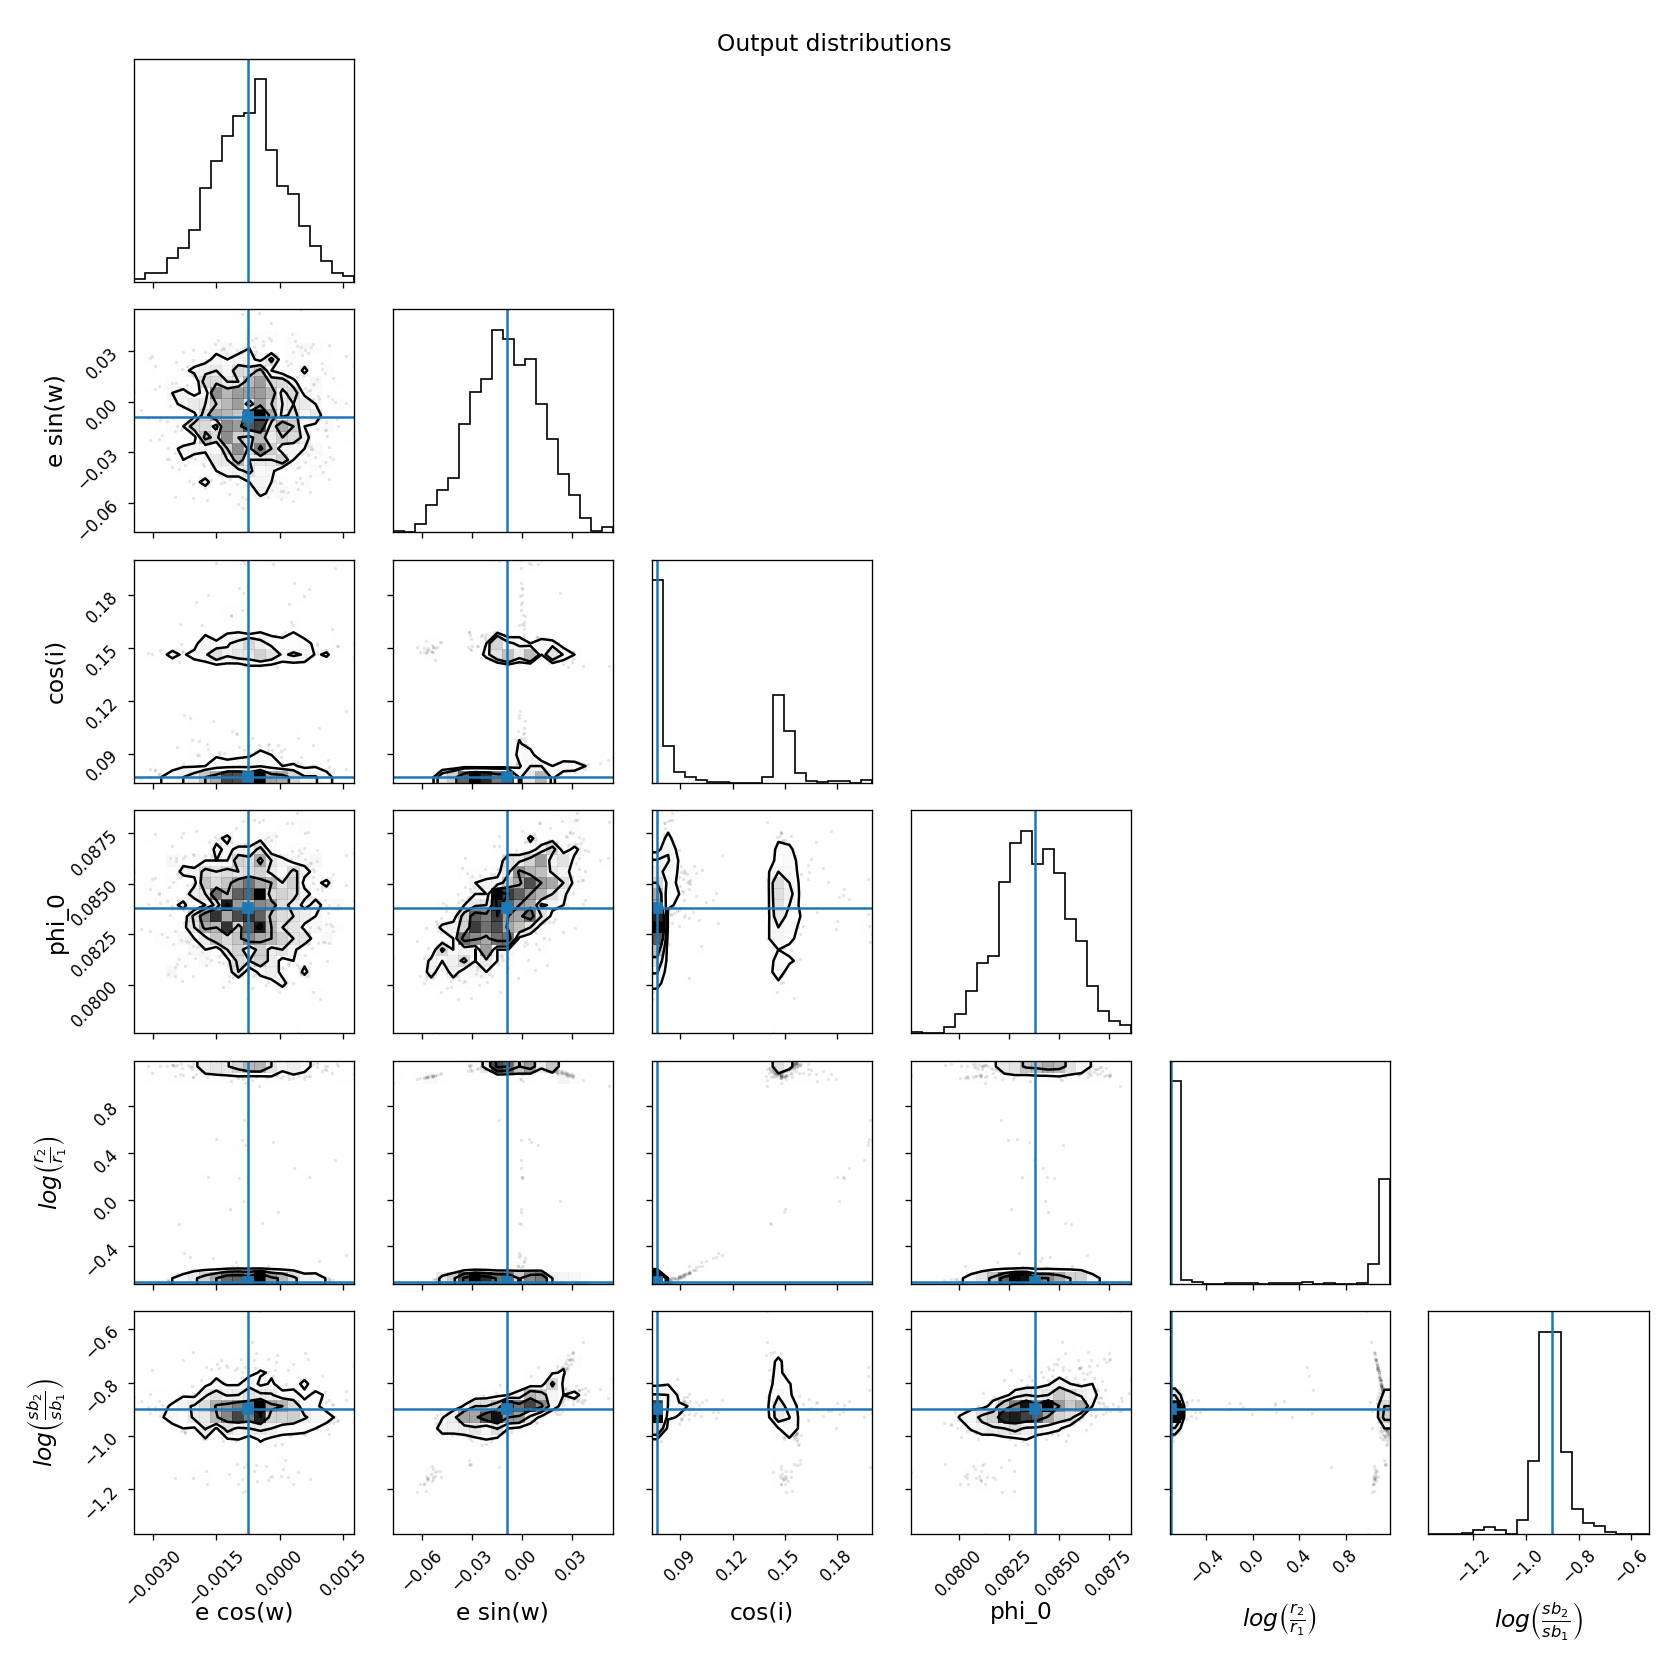 Output distributions
e sin(w)
0.03
0.00
−0.03
−0.06
cos(i)
0.18
0.15
0.12
0.09
phi_0
0.0875
0.0850
0.0825
0.0800
log(r₂/r₁)
0.8
0.4
0.0
−0.4
log(sb₂/sb₁)
−0.6
−0.8
−1.0
−1.2
−0.0030 −0.0015 0.0000 0.0015
−0.06 −0.03 0.00 0.03
0.09 0.12 0.15 0.18
0.0800 0.0825 0.0850 0.0875
−0.4 0.0 0.4 0.8
−1.2 −1.0 −0.8 −0.6
e cos(w) e sin(w) cos(i) phi_0 log(r₂/r₁) log(sb₂/sb₁)